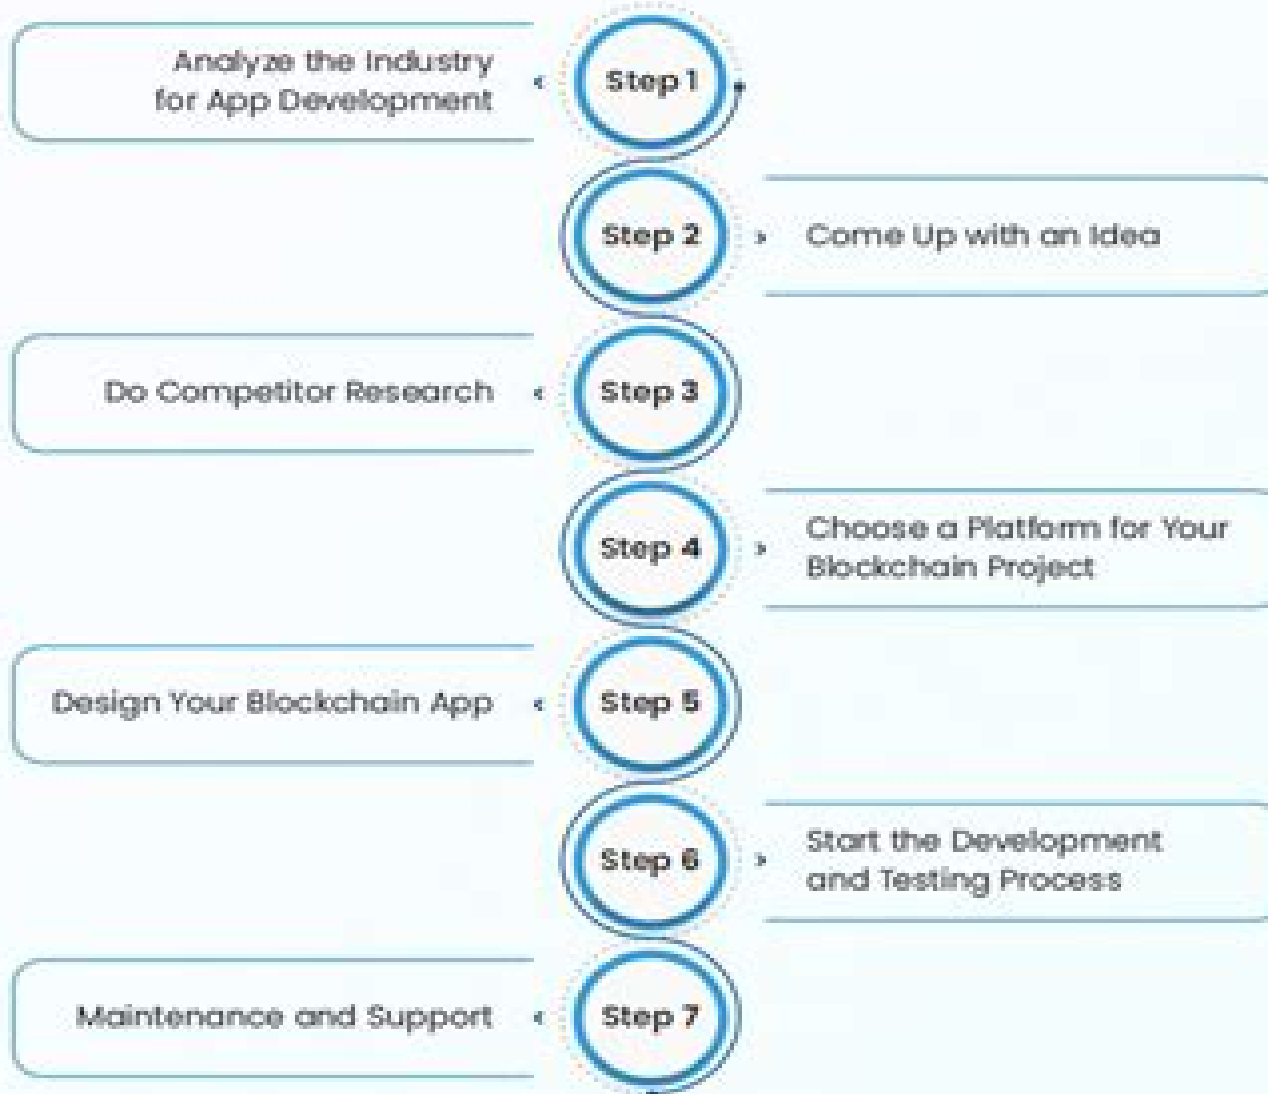 Analyze the Industry
for App Development
Step 1
Step 2
Come Up with an Idea
Do Competitor Research
Step 3
Step 4
Choose a Platform for Your
Blockchain Project
Design Your Blockchain App
Step 5
Step 6
Start the Development
and Testing Process
Maintenance and Support
Step 7